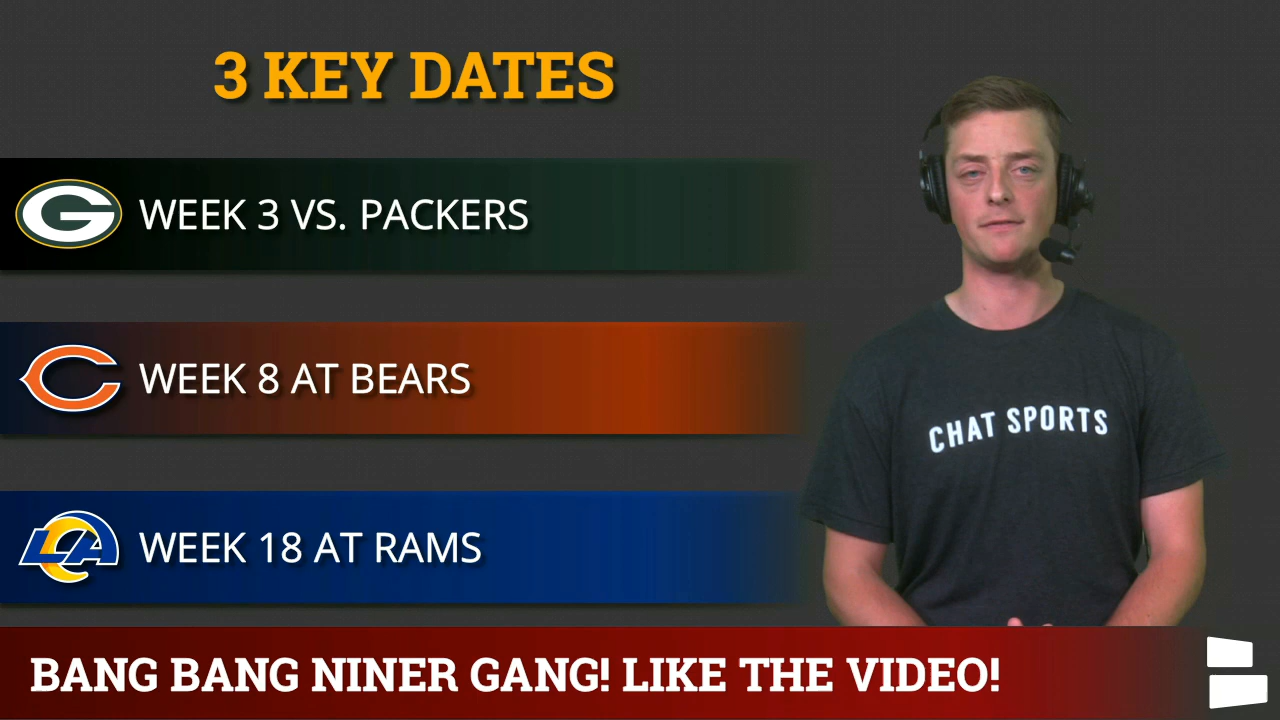 3 KEY DATES
G
WEEK 3 VS. PACKERS
C
WEEK 8 AT BEARS
LA
WEEK 18 AT RAMS
CHAT SPORTS
BANG BANG NINER GANG! LIKE THE VIDEO!